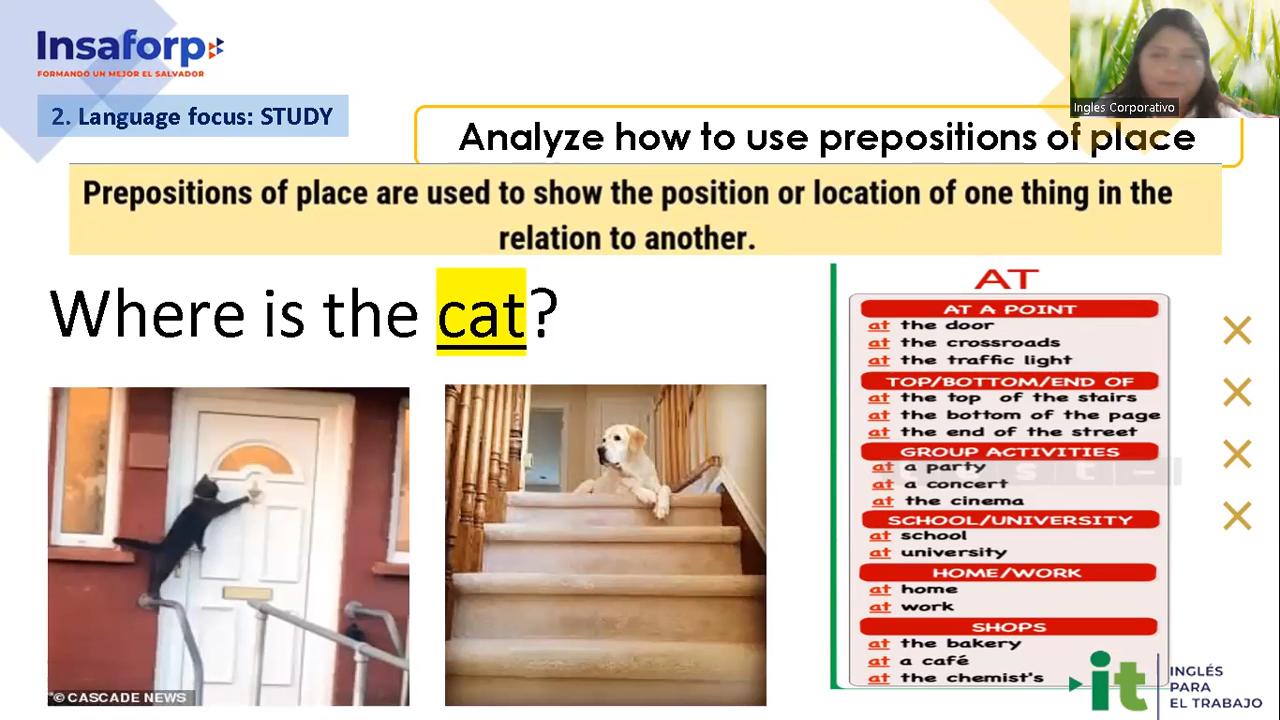 Insaforp
FORMANDO UN MEJOR EL SALVADOR
Ingles Corporativo
2. Language focus: STUDY
Analyze how to use prepositions of place
Prepositions of place are used to show the position or location of one thing in the
relation to another.
Where is the cat?
© CASCADE NEWS
AT
AT A POINT
at the door
at the crossroads
at the traffic light
TOP/BOTTOM/END OF
at the top of the stairs
at the bottom of the page
at the end of the street
GROUP ACTIVITIES
at a party
at a concert
at the cinema
SCHOOL/UNIVERSITY
at school
at university
HOME/WORK
at home
at work
SHOPS
at the bakery
at a café
at the chemist's
it
INGLÉS
PARA
EL TRABAJO